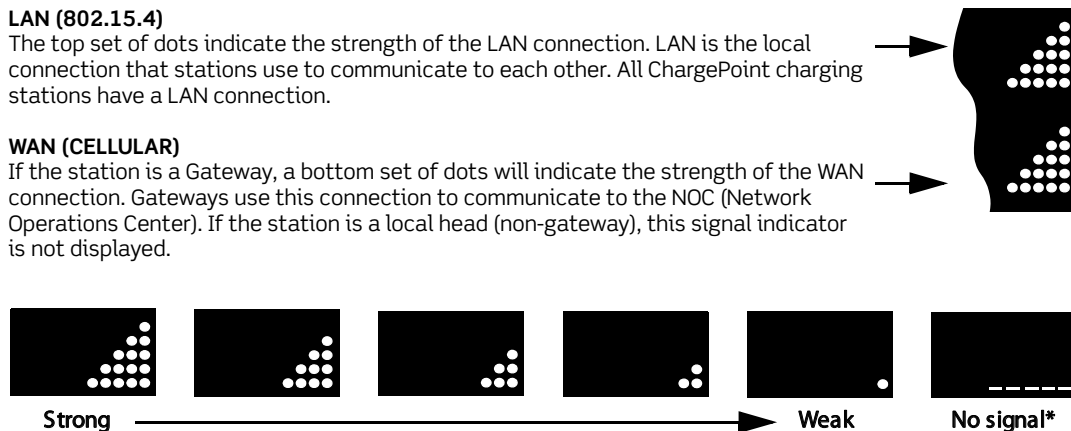 LAN (802.15.4)
The top set of dots indicate the strength of the LAN connection. LAN is the local
connection that stations use to communicate to each other. All ChargePoint charging
stations have a LAN connection.
WAN (CELLULAR)
If the station is a Gateway, a bottom set of dots will indicate the strength of the WAN
connection. Gateways use this connection to communicate to the NOC (Network
Operations Center). If the station is a local head (non-gateway), this signal indicator
is not displayed.
Strong Weak No signal*